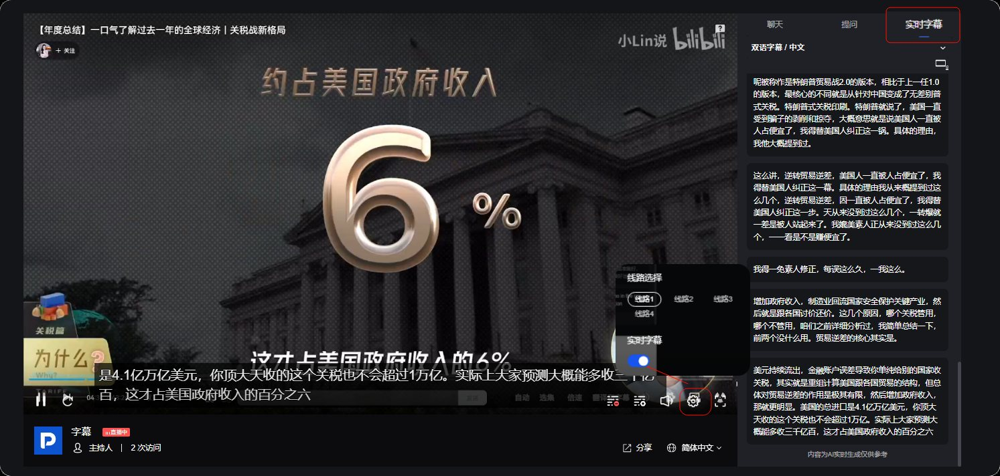 【年度总结】一口气了解过去一年的全球经济丨关税战新格局
+ 关注
小Lin说 bilibili
约占美国政府收入
6%
关税篇
为什么?
Why?
TARIFF
这才占美国政府收入的6%
是4.1亿万亿美元，你顶大天收的这个关税也不会超过1万亿。实际上大家预测大概能多收三千亿
百，这才占美国政府收入的百分之六
线路选择
线路1 线路2 线路3
线路4
实时字幕
自动 选集 倍速
字幕 直播中
主持人 | 2 次访问
分享 简体中文
聊天 提问 实时字幕
双语字幕 / 中文
呢被称作是特朗普贸易战2.0的版本，相比于上一任1.0
的版本，最核心的不同就是从针对中国变成了无差别普
式关税。特朗普式关税印刷。特朗普就说了，美国一直
受到骗子的剥削和掠夺，大概意思就是说美国人一直被
人占便宜了，我得替美国人纠正这一锅。具体的理由，
我他大概提到过。
这么讲，逆转贸易逆差，美国人一直被人占便宜了，我
得替美国人纠正这一幕。具体的理由我从来概提到过这
么几个，逆转贸易逆差，因一直被人占便宜了，我得替
美国人纠正这一步。天从来没到过这么几个，一转爆就
一差是被人站起来了。我媲美素人正从来没到过这么几
个，一一看是不是赚便宜了。
我得一免素人修正，每误这么久，一我这么。
增加政府收入，制造业回流国家安全保护关键产业，然
后就是跟各国讨价还价。这几个原因，哪个关税管用，
哪个不管用，咱们之前详细分析过，我简单总结一下，
前两个没什么用。贸易逆差的核心其实是。
美元持续流出，金融账户误差导致你单纯给别的国家收
关税，其实就是重组计算美国跟各国贸易的结构，但总
体对贸易逆差的作用是极其有限，然后增加政府收入，
那就更明显。美国的总进口是4.1亿万亿美元，你顶大
天收的这个关税也不会超过1万亿。实际上大家预测大
概能多收三千亿百，这才占美国政府收入的百分之六
内容为AI实时生成仅供参考